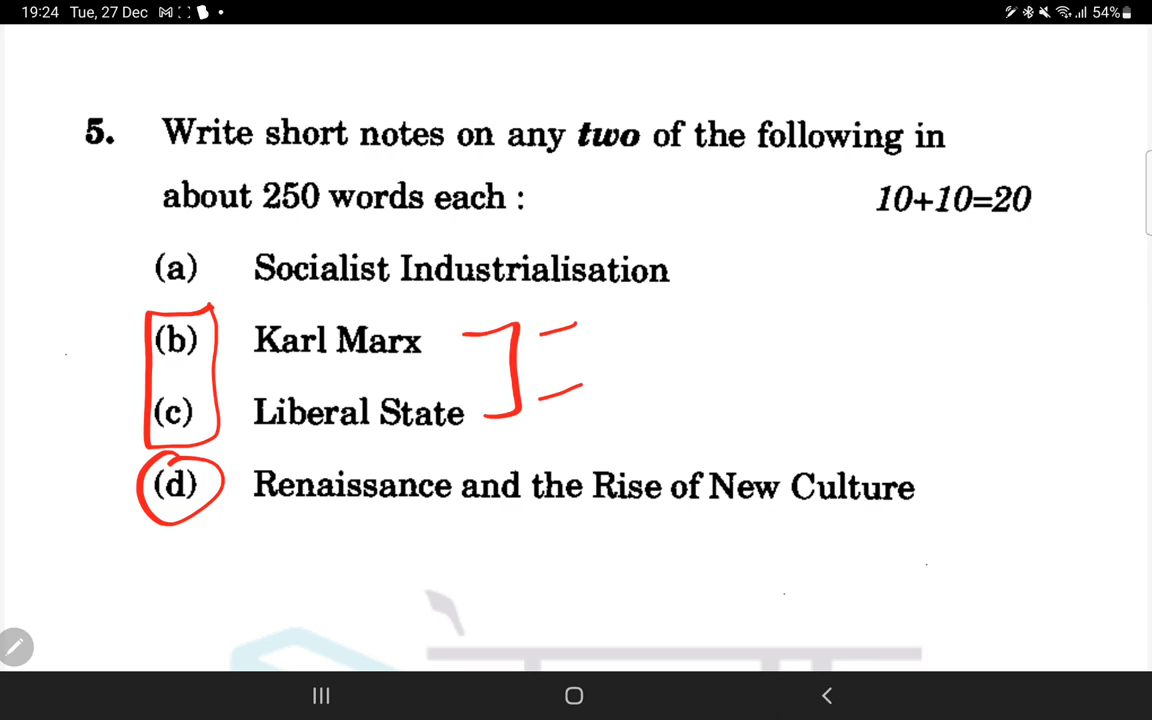 19:24 Tue, 27 Dec
54%
5. Write short notes on any two of the following in
about 250 words each : 10+10=20
(a) Socialist Industrialisation
(b) Karl Marx
(c) Liberal State
(d) Renaissance and the Rise of New Culture